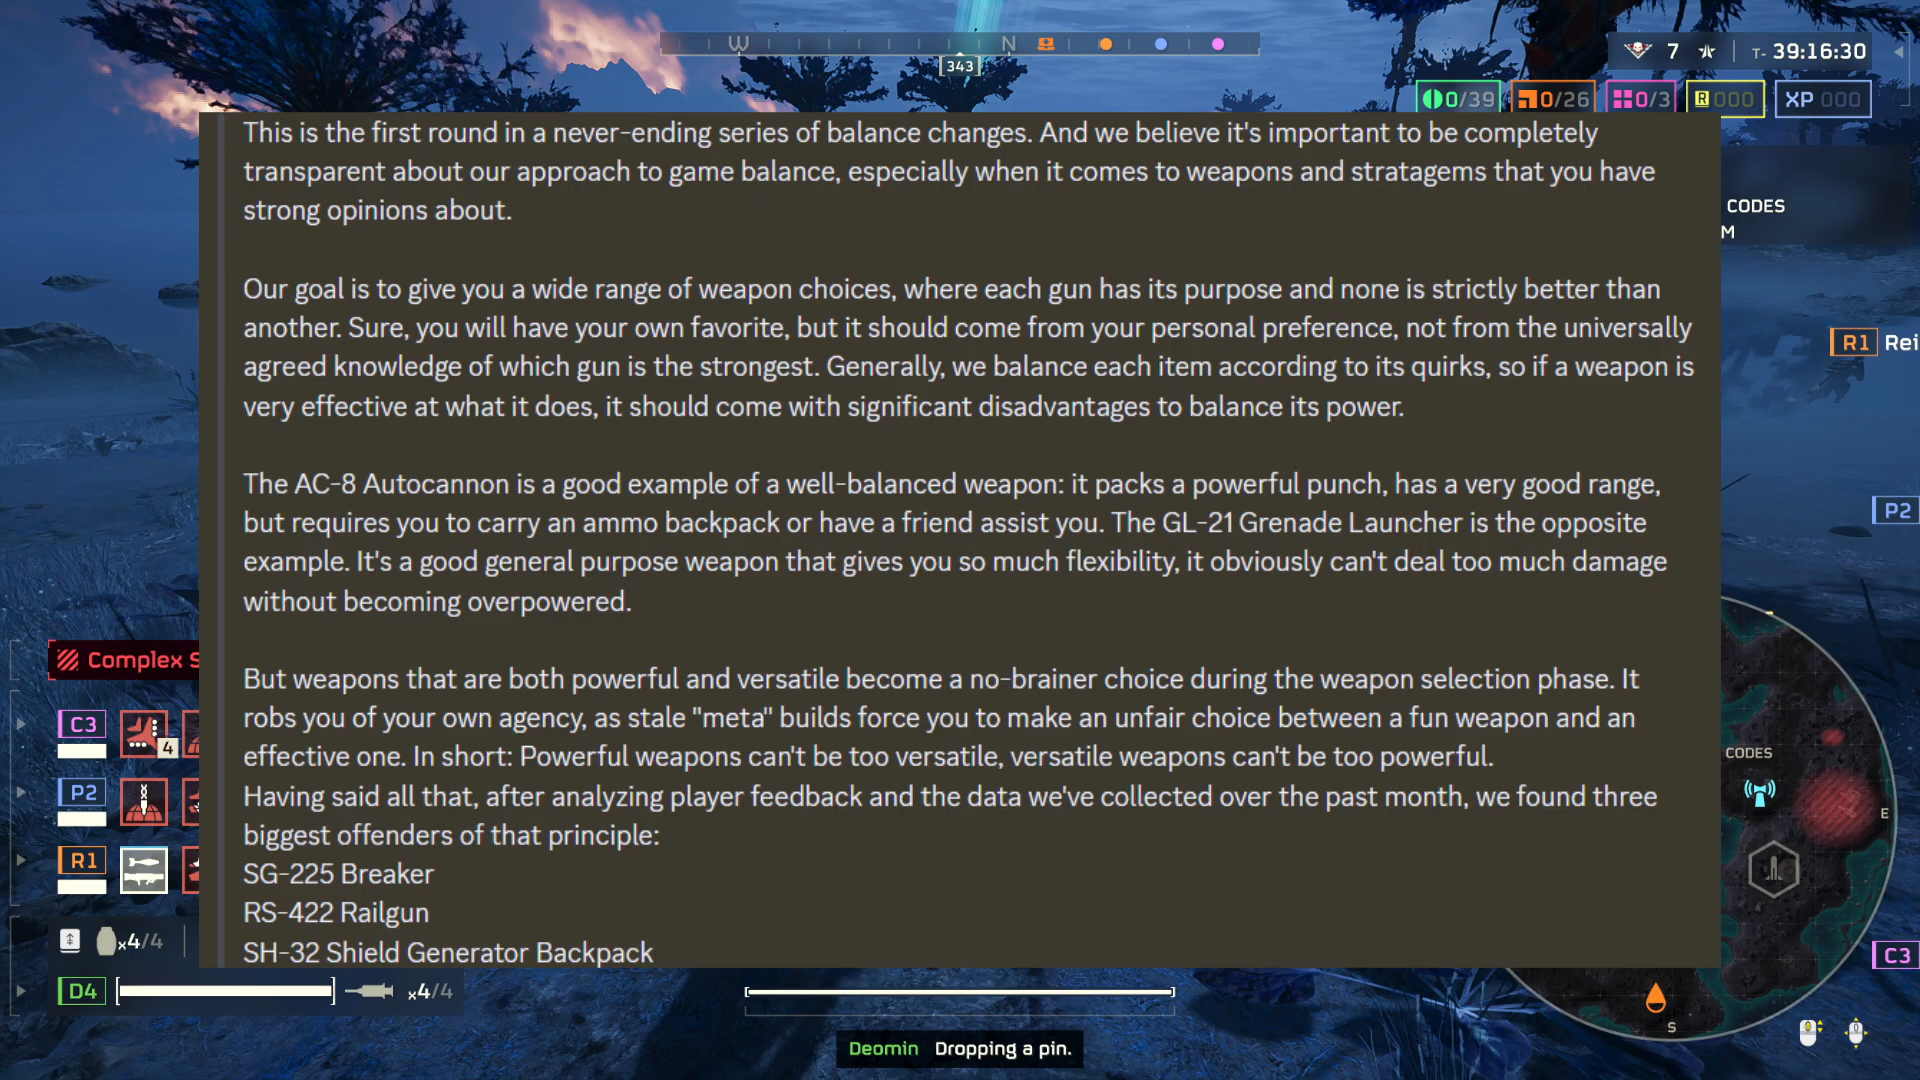 W
N
343
7
T- 39:16:30
0/39
0/26
0/3
R 000
XP 000
This is the first round in a never-ending series of balance changes. And we believe it's important to be completely
transparent about our approach to game balance, especially when it comes to weapons and stratagems that you have
strong opinions about.
Our goal is to give you a wide range of weapon choices, where each gun has its purpose and none is strictly better than
another. Sure, you will have your own favorite, but it should come from your personal preference, not from the universally
agreed knowledge of which gun is the strongest. Generally, we balance each item according to its quirks, so if a weapon is
very effective at what it does, it should come with significant disadvantages to balance its power.
The AC-8 Autocannon is a good example of a well-balanced weapon: it packs a powerful punch, has a very good range,
but requires you to carry an ammo backpack or have a friend assist you. The GL-21 Grenade Launcher is the opposite
example. It's a good general purpose weapon that gives you so much flexibility, it obviously can't deal too much damage
without becoming overpowered.
But weapons that are both powerful and versatile become a no-brainer choice during the weapon selection phase. It
robs you of your own agency, as stale "meta" builds force you to make an unfair choice between a fun weapon and an
effective one. In short: Powerful weapons can't be too versatile, versatile weapons can't be too powerful.
Having said all that, after analyzing player feedback and the data we've collected over the past month, we found three
biggest offenders of that principle:
SG-225 Breaker
RS-422 Railgun
SH-32 Shield Generator Backpack
CODES
M
R1 Rei
P2
Complex S
C3
4
P2
R1
x4/4
D4
x4/4
CODES
E
C3
S
Deomin Dropping a pin.